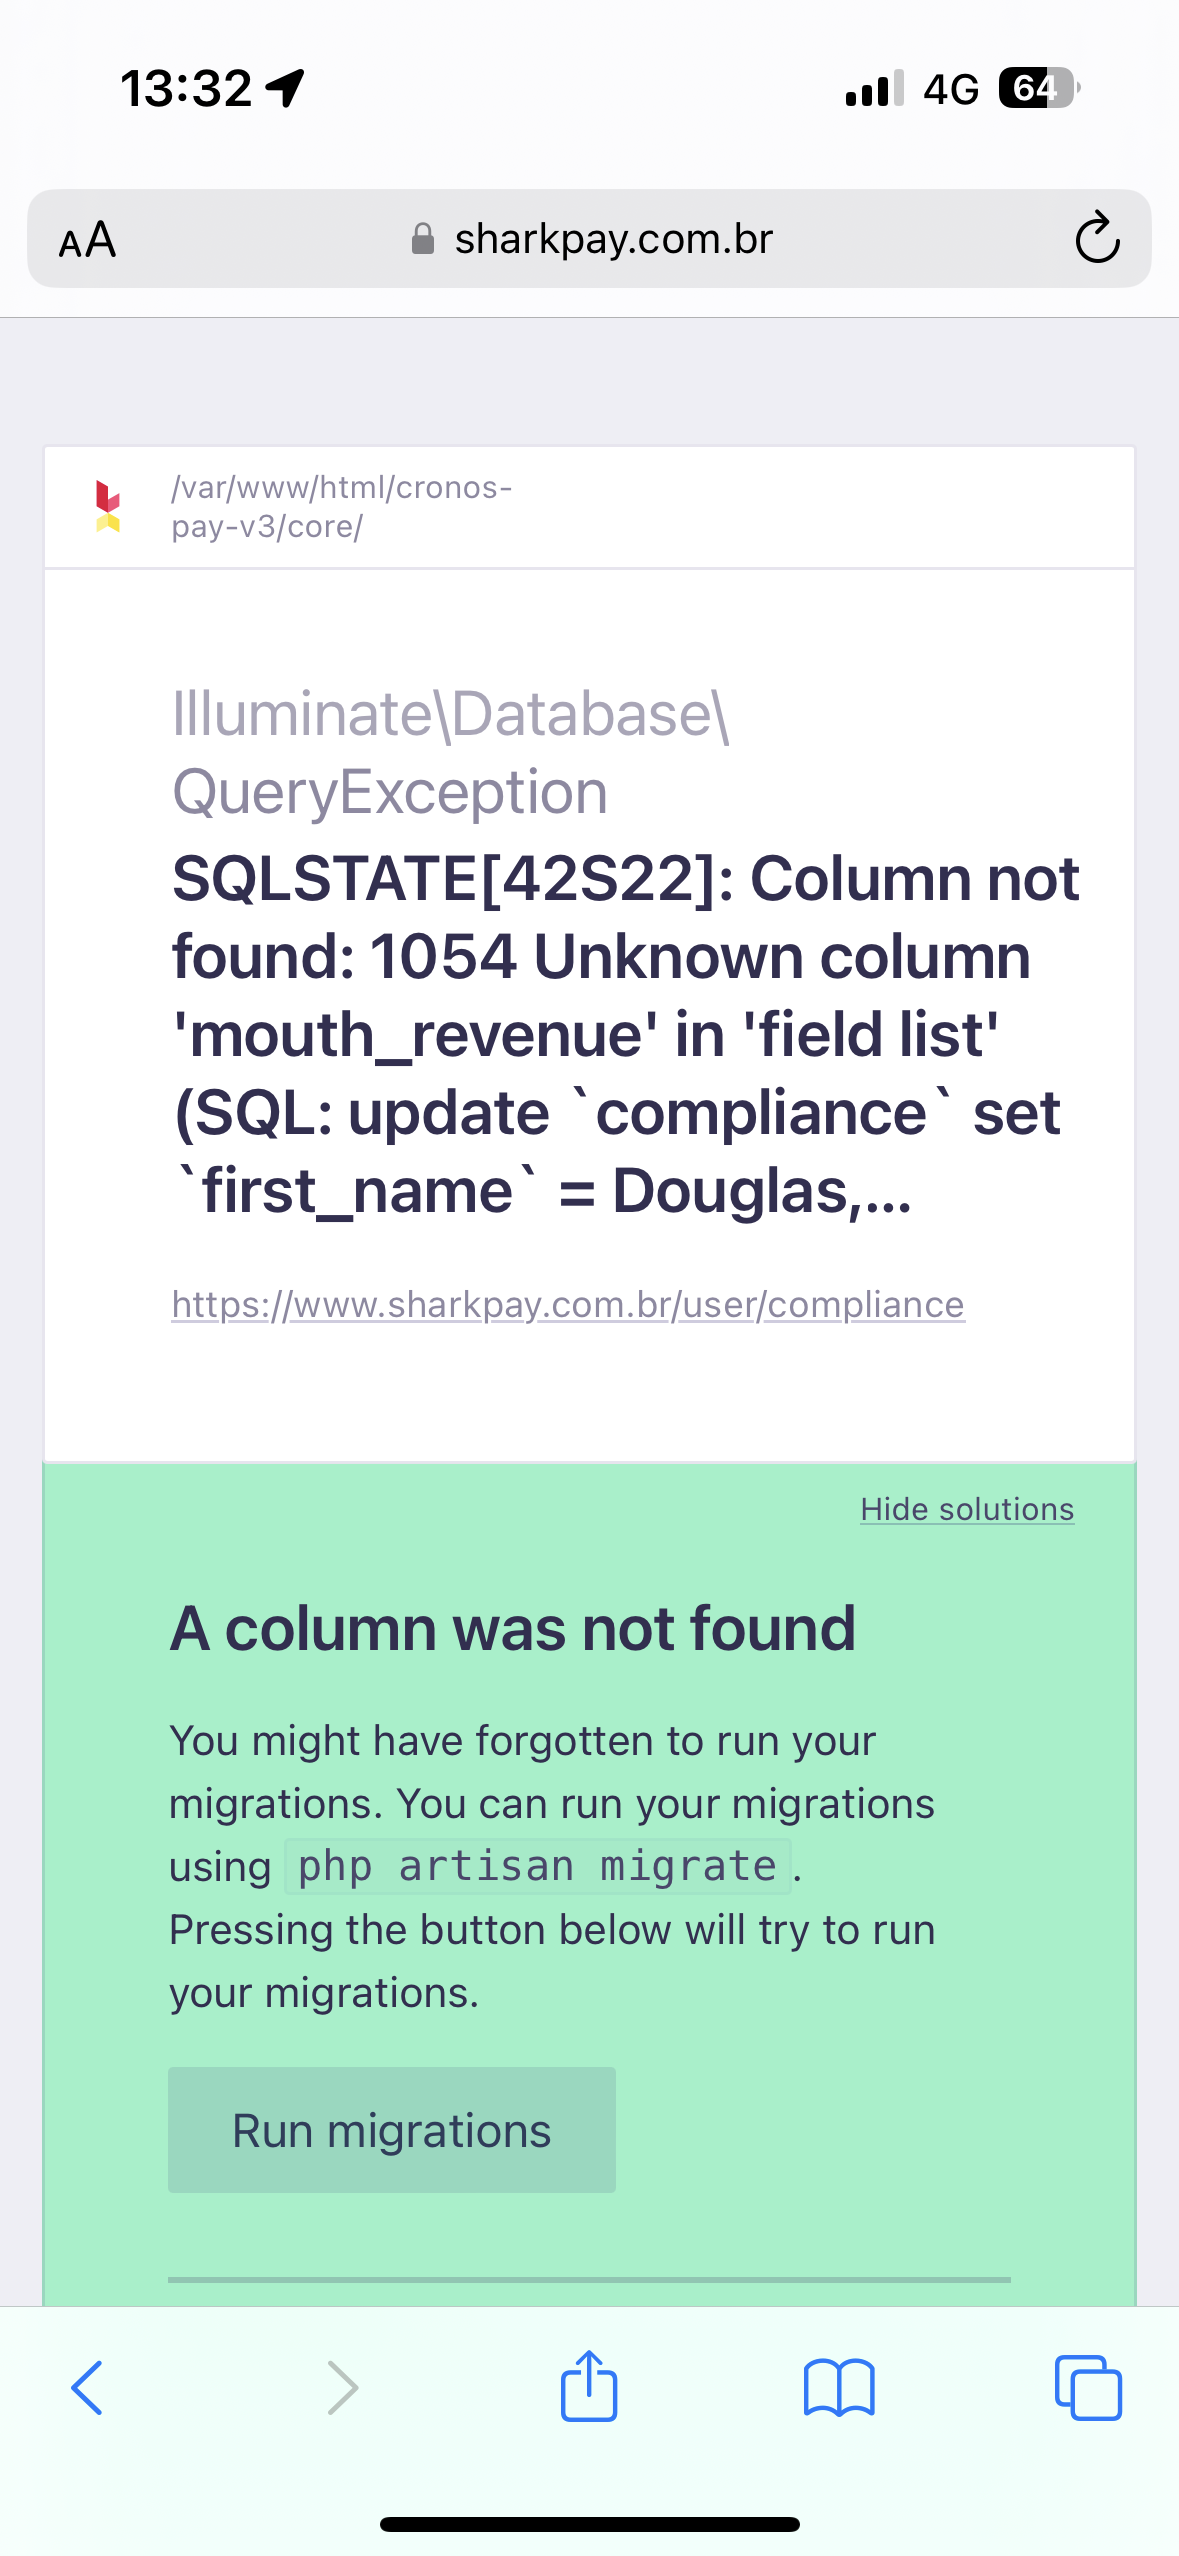 13:32
4G
64
AA
sharkpay.com.br
/var/www/html/cronos-
pay-v3/core/
Illuminate\Database\
QueryException
SQLSTATE[42S22]: Column not
found: 1054 Unknown column
'mouth_revenue' in 'field list'
(SQL: update `compliance` set
`first_name` = Douglas,...
https://www.sharkpay.com.br/user/compliance
Hide solutions
A column was not found
You might have forgotten to run your
migrations. You can run your migrations
using php artisan migrate.
Pressing the button below will try to run
your migrations.
Run migrations